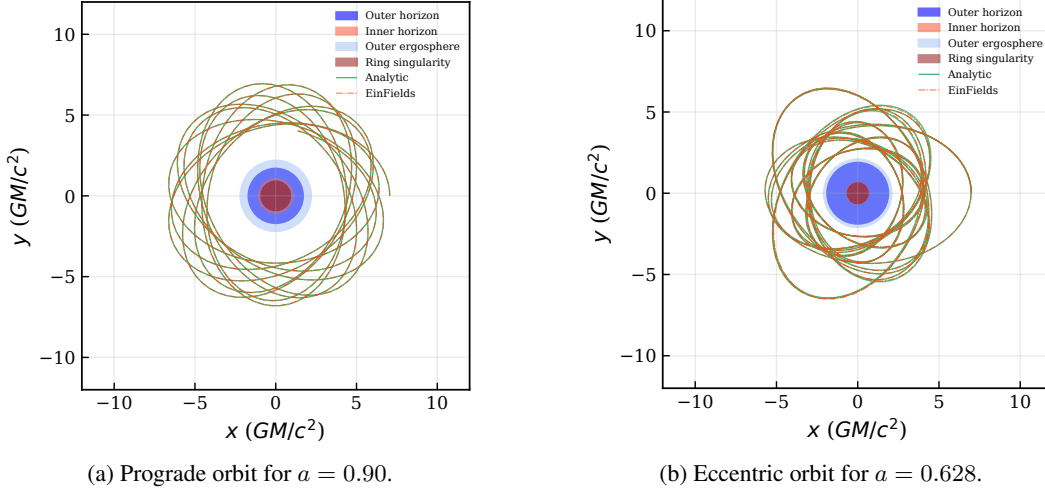 10
5
0
−5
−10
y (GM/c²)
−10 −5 0 5 10
x (GM/c²)
Outer horizon
Inner horizon
Outer ergosphere
Ring singularity
Analytic
EinFields
(a) Prograde orbit for a = 0.90.
10
5
0
−5
−10
y (GM/c²)
−10 −5 0 5 10
x (GM/c²)
Outer horizon
Inner horizon
Outer ergosphere
Ring singularity
Analytic
EinFields
(b) Eccentric orbit for a = 0.628.